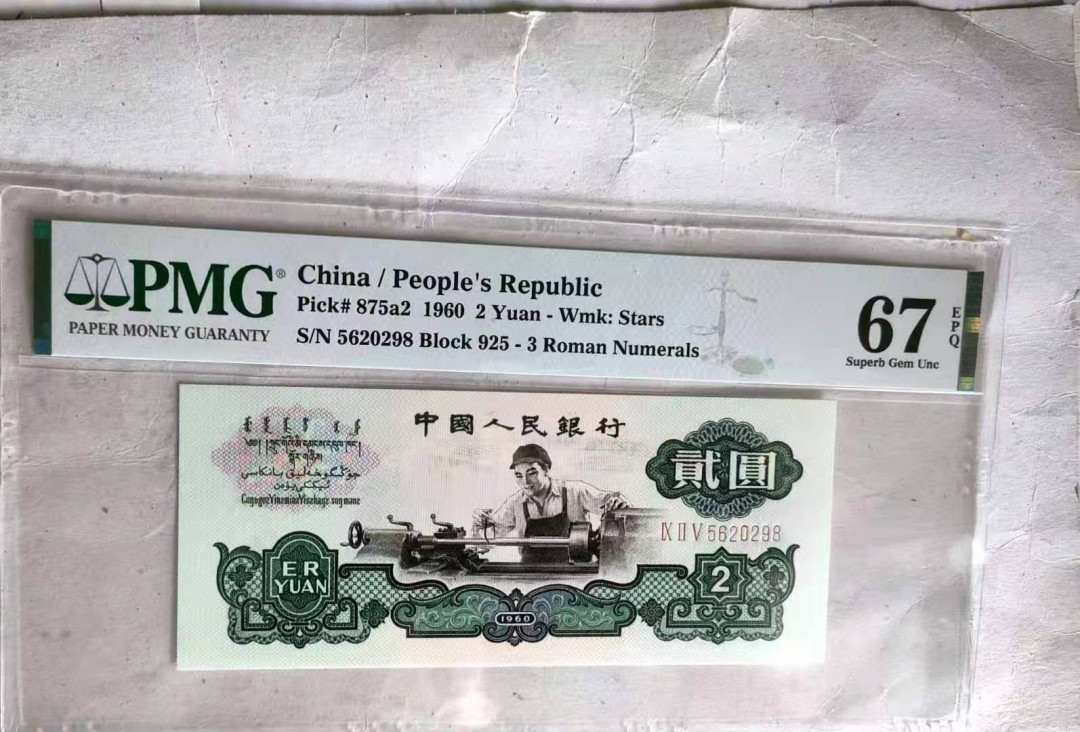 PMG®
PAPER MONEY GUARANTY
China / People's Republic
Pick# 875a2 1960 2 Yuan - Wmk: Stars
S/N 5620298 Block 925 - 3 Roman Numerals
67
EPQ
Superb Gem Unc
中國人民銀行
貳圓
IX II V 5620298
ER
YUAN
2
1960